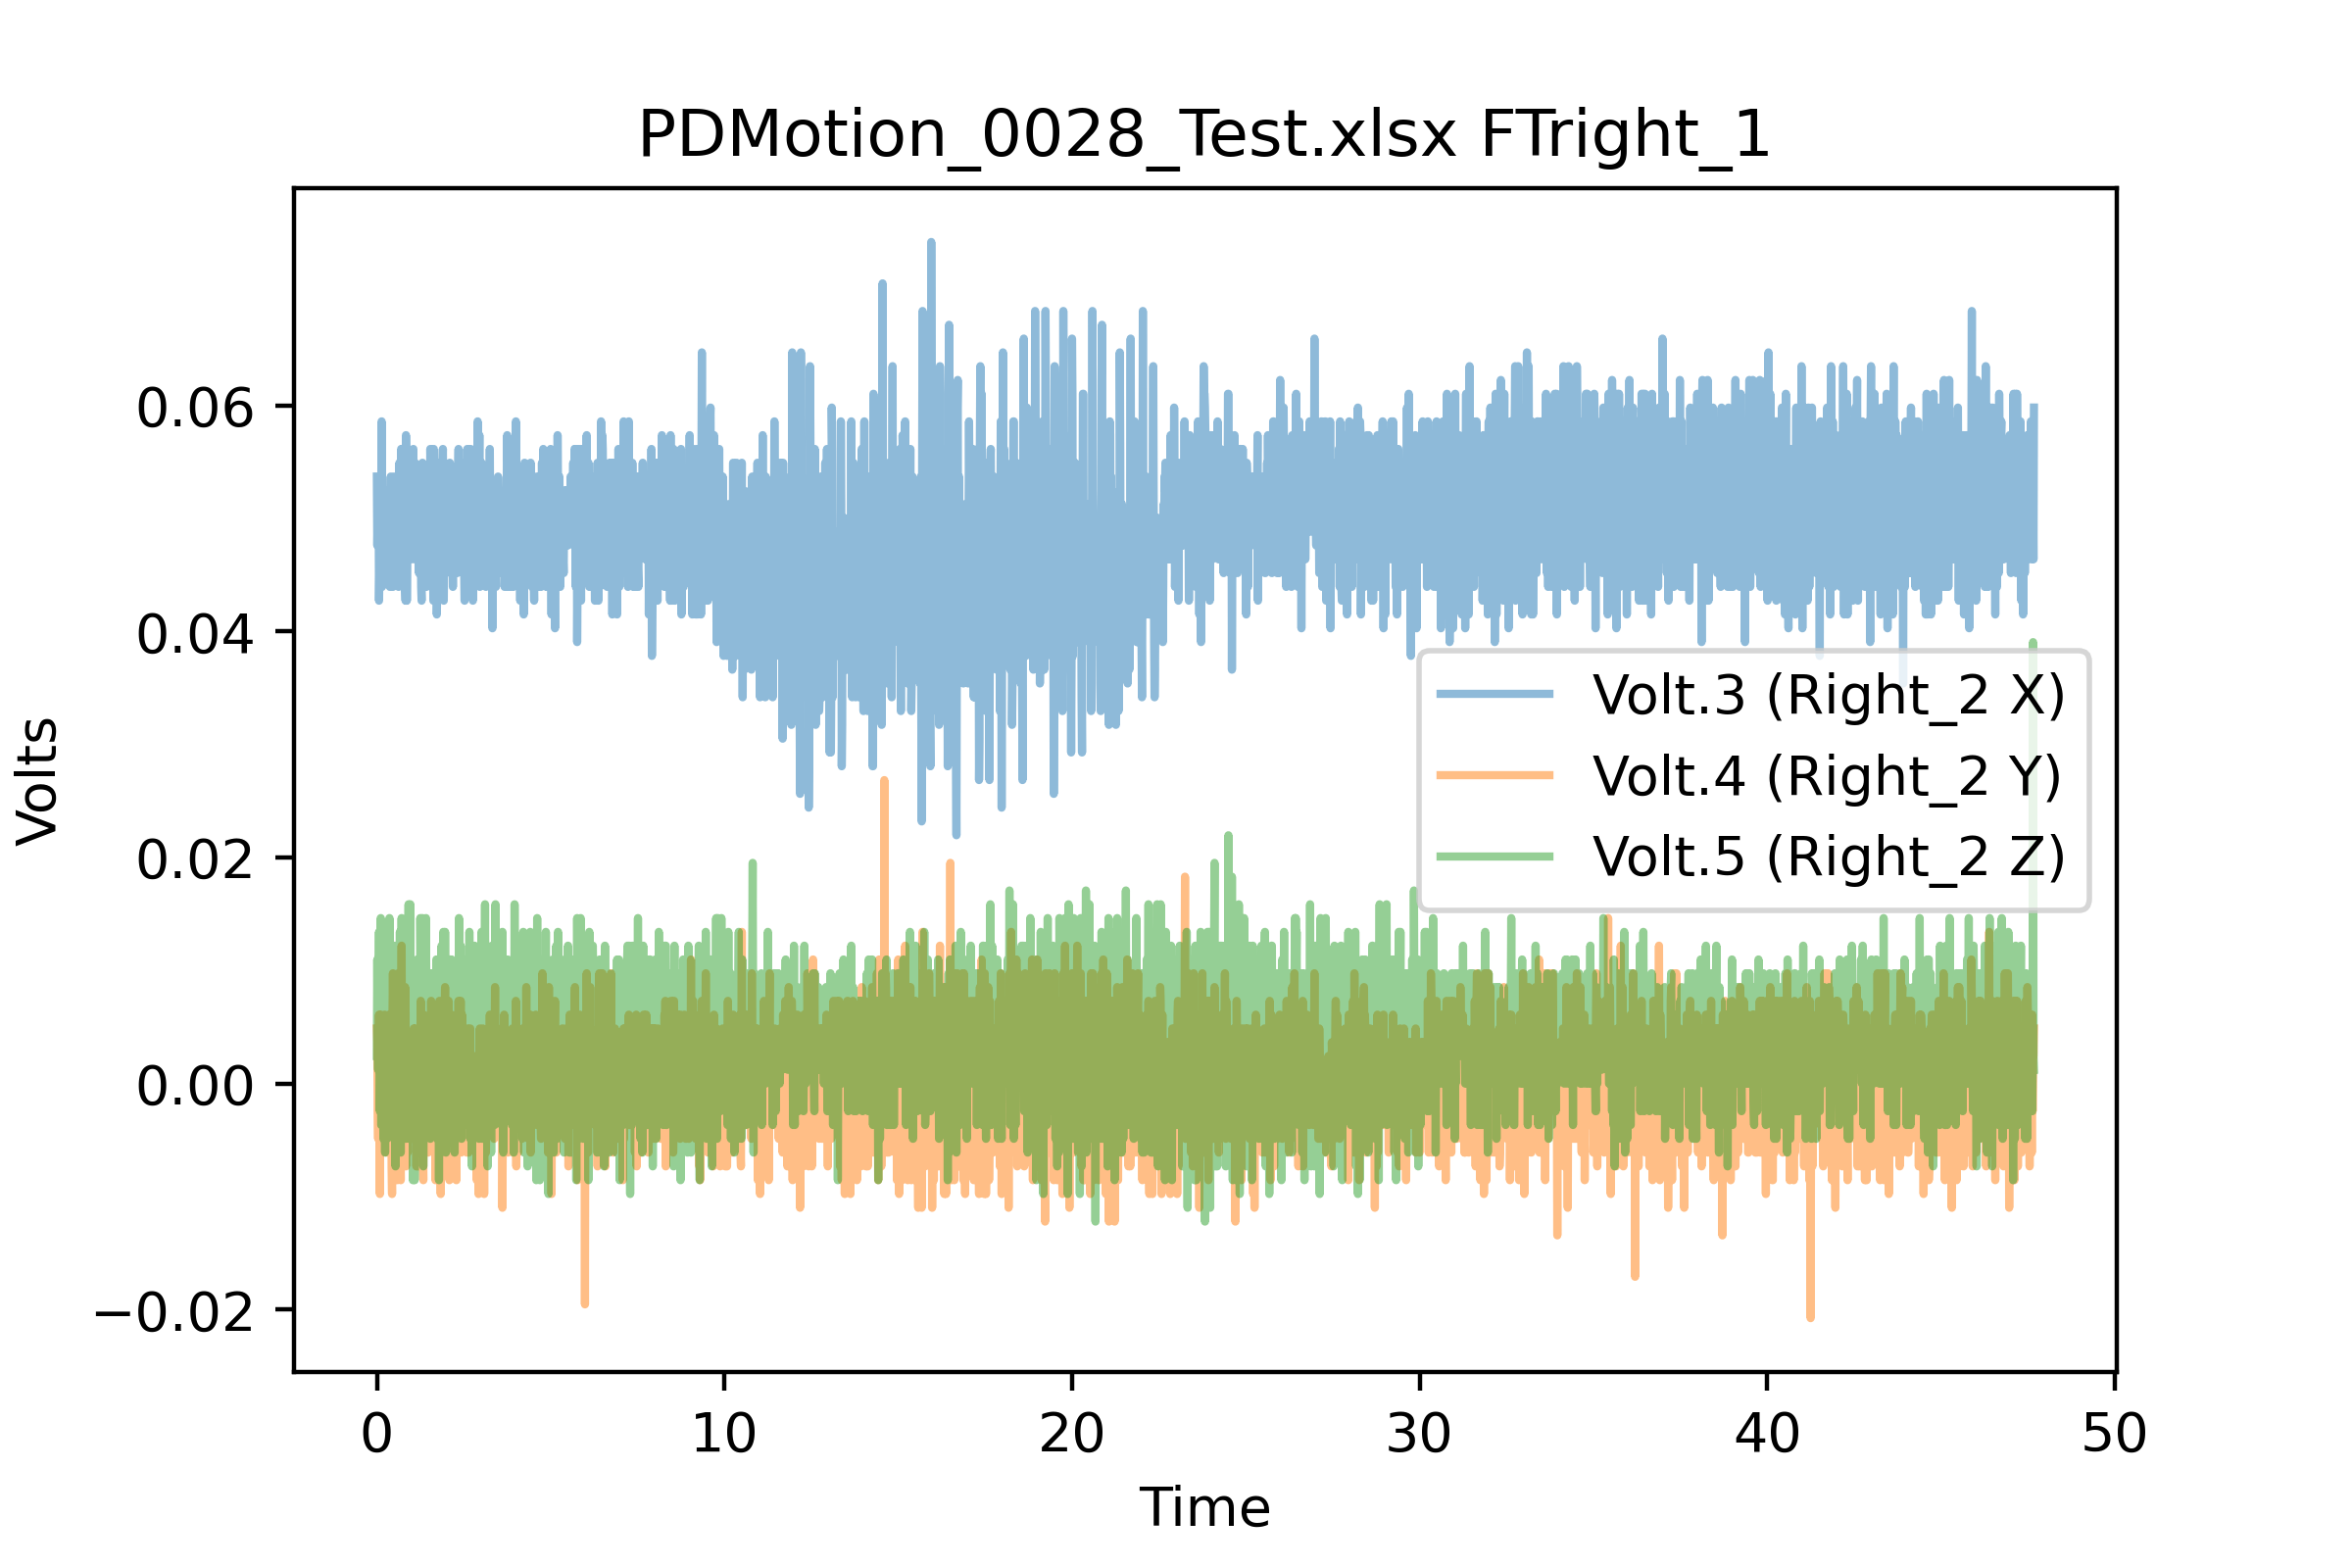 PDMotion_0028_Test.xlsx FTright_1
Volts
0.06
0.04
0.02
0.00
−0.02
Volt.3 (Right_2 X)
Volt.4 (Right_2 Y)
Volt.5 (Right_2 Z)
0 10 20 30 40 50
Time